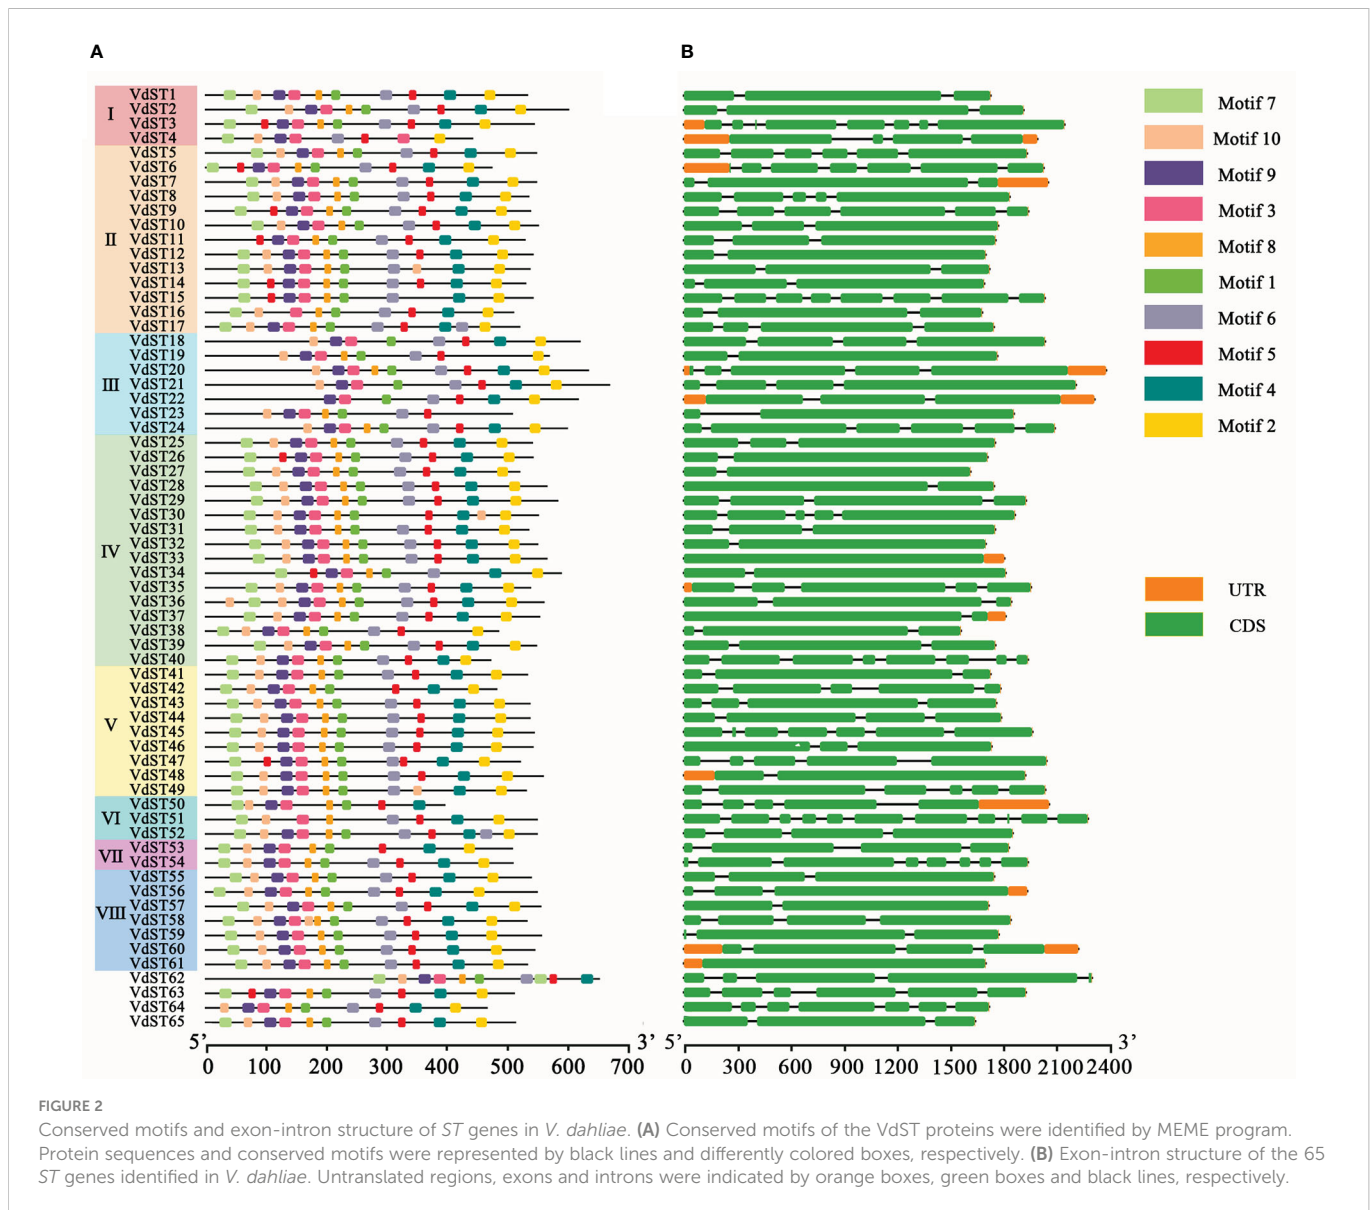 A
B
I
II
III
IV
V
VI
VII
VIII
VdST1
VdST2
VdST3
VdST4
VdST5
VdST6
VdST7
VdST8
VdST9
VdST10
VdST11
VdST12
VdST13
VdST14
VdST15
VdST16
VdST17
VdST18
VdST19
VdST20
VdST21
VdST22
VdST23
VdST24
VdST25
VdST26
VdST27
VdST28
VdST29
VdST30
VdST31
VdST32
VdST33
VdST34
VdST35
VdST36
VdST37
VdST38
VdST39
VdST40
VdST41
VdST42
VdST43
VdST44
VdST45
VdST46
VdST47
VdST48
VdST49
VdST50
VdST51
VdST52
VdST53
VdST54
VdST55
VdST56
VdST57
VdST58
VdST59
VdST60
VdST61
VdST62
VdST63
VdST64
VdST65
5’ 3’
0 100 200 300 400 500 600 700
5’ 3’
0 300 600 900 1200 1500 1800 2100 2400
Motif 7
Motif 10
Motif 9
Motif 3
Motif 8
Motif 1
Motif 6
Motif 5
Motif 4
Motif 2
UTR
CDS
FIGURE 2
Conserved motifs and exon-intron structure of ST genes in V. dahliae. (A) Conserved motifs of the VdST proteins were identified by MEME program.
Protein sequences and conserved motifs were represented by black lines and differently colored boxes, respectively. (B) Exon-intron structure of the 65
ST genes identified in V. dahliae. Untranslated regions, exons and introns were indicated by orange boxes, green boxes and black lines, respectively.